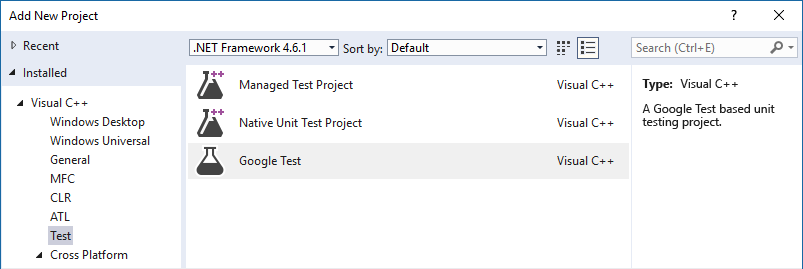 Add New Project
?
Recent
.NET Framework 4.6.1
Sort by:
Default
Search (Ctrl+E)
Installed
Visual C++
Windows Desktop
Windows Universal
General
MFC
CLR
ATL
Test
Cross Platform
Managed Test Project
Visual C++
Native Unit Test Project
Visual C++
Google Test
Visual C++
Type: Visual C++
A Google Test based unit
testing project.